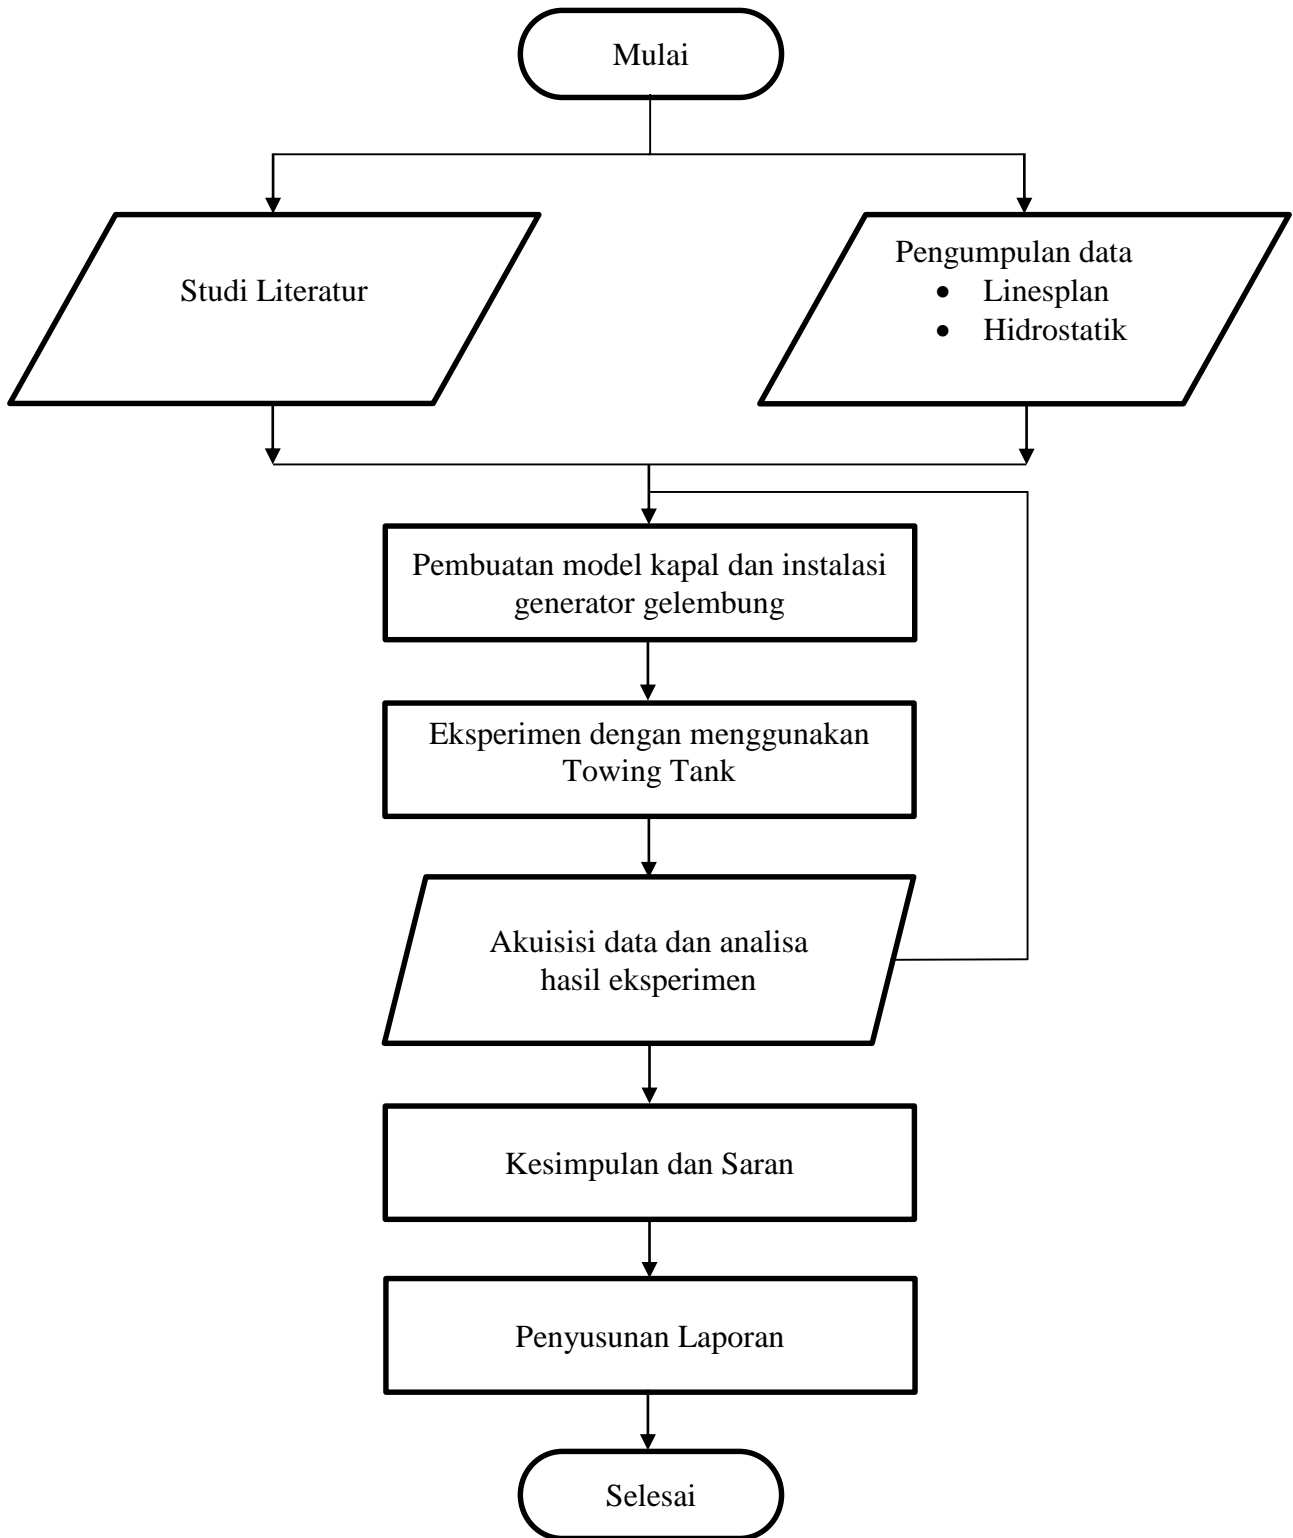 Mulai
Studi Literatur
Pengumpulan data
• Linesplan
• Hidrostatik
Pembuatan model kapal dan instalasi
generator gelembung
Eksperimen dengan menggunakan
Towing Tank
Akuisisi data dan analisa
hasil eksperimen
Kesimpulan dan Saran
Penyusunan Laporan
Selesai